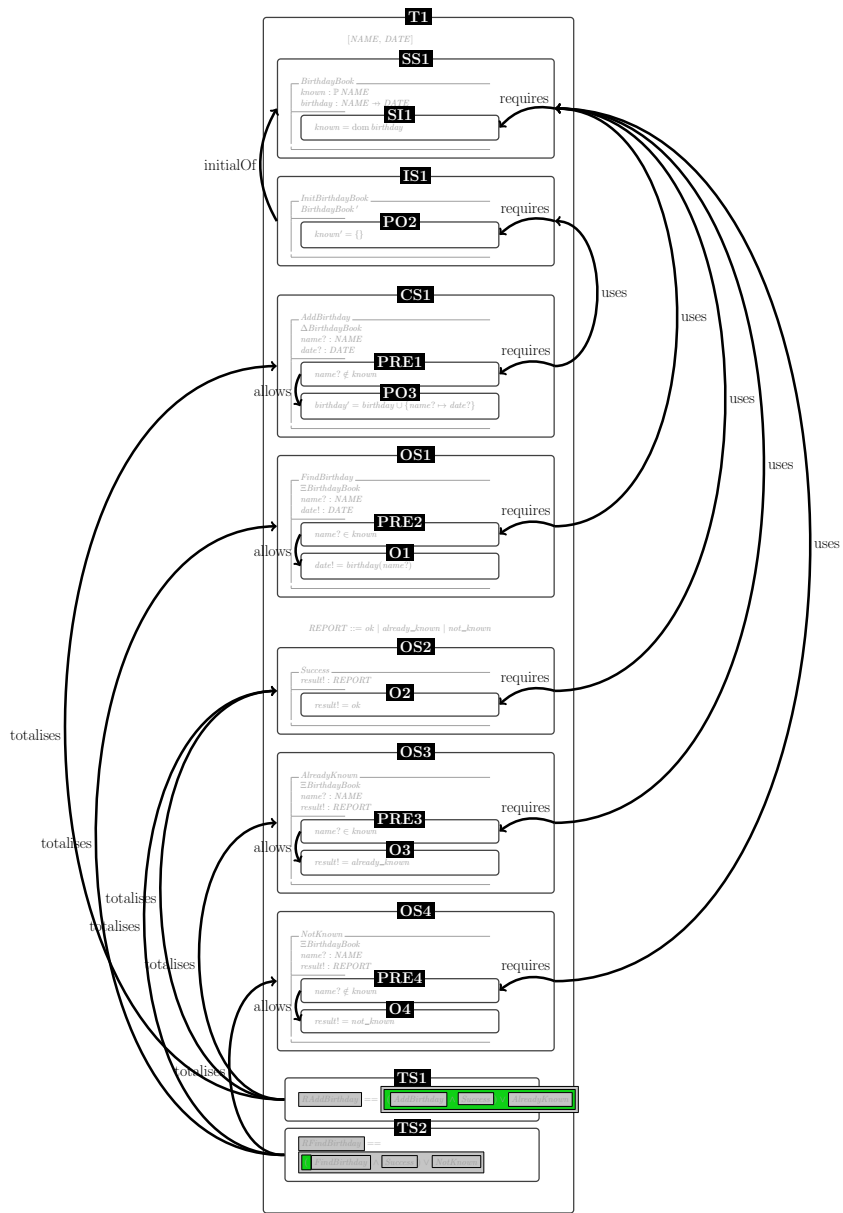 T1
[NAME, DATE]
SS1
BirthdayBook
known : ℙ NAME
birthday : NAME ⇸ DATE
requires
SI1
known = dom birthday
initialOf
IS1
InitBirthdayBook
BirthdayBook′
requires
PO2
known′ = {}
uses
CS1
AddBirthday
ΔBirthdayBook
name? : NAME
date? : DATE
uses
requires
PRE1
name? ∉ known
allows
PO3
birthday′ = birthday ∪ {name? ↦ date?}
uses
OS1
uses
FindBirthday
ΞBirthdayBook
name? : NAME
date! : DATE
requires
PRE2
name? ∈ known
allows
O1
date! = birthday(name?)
uses
REPORT ::= ok | already_known | not_known
OS2
Success
result! : REPORT
requires
O2
result! = ok
totalises
OS3
AlreadyKnown
ΞBirthdayBook
name? : NAME
result! : REPORT
requires
PRE3
name? ∈ known
totalises
allows
O3
result! = already_known
totalises
OS4
totalises
NotKnown
ΞBirthdayBook
name? : NAME
result! : REPORT
totalises
requires
PRE4
name? ∉ known
allows
O4
result! = not_known
totalises
TS1
RAddBirthday == AddBirthday Success AlreadyKnown
TS2
RFindBirthday ==
FindBirthday Success ∨ NotKnown